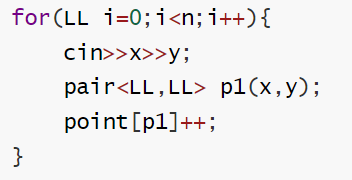 for(LL i=0;i<n;i++){
    cin>>x>>y;
    pair<LL,LL> p1(x,y);
    point[p1]++;
}